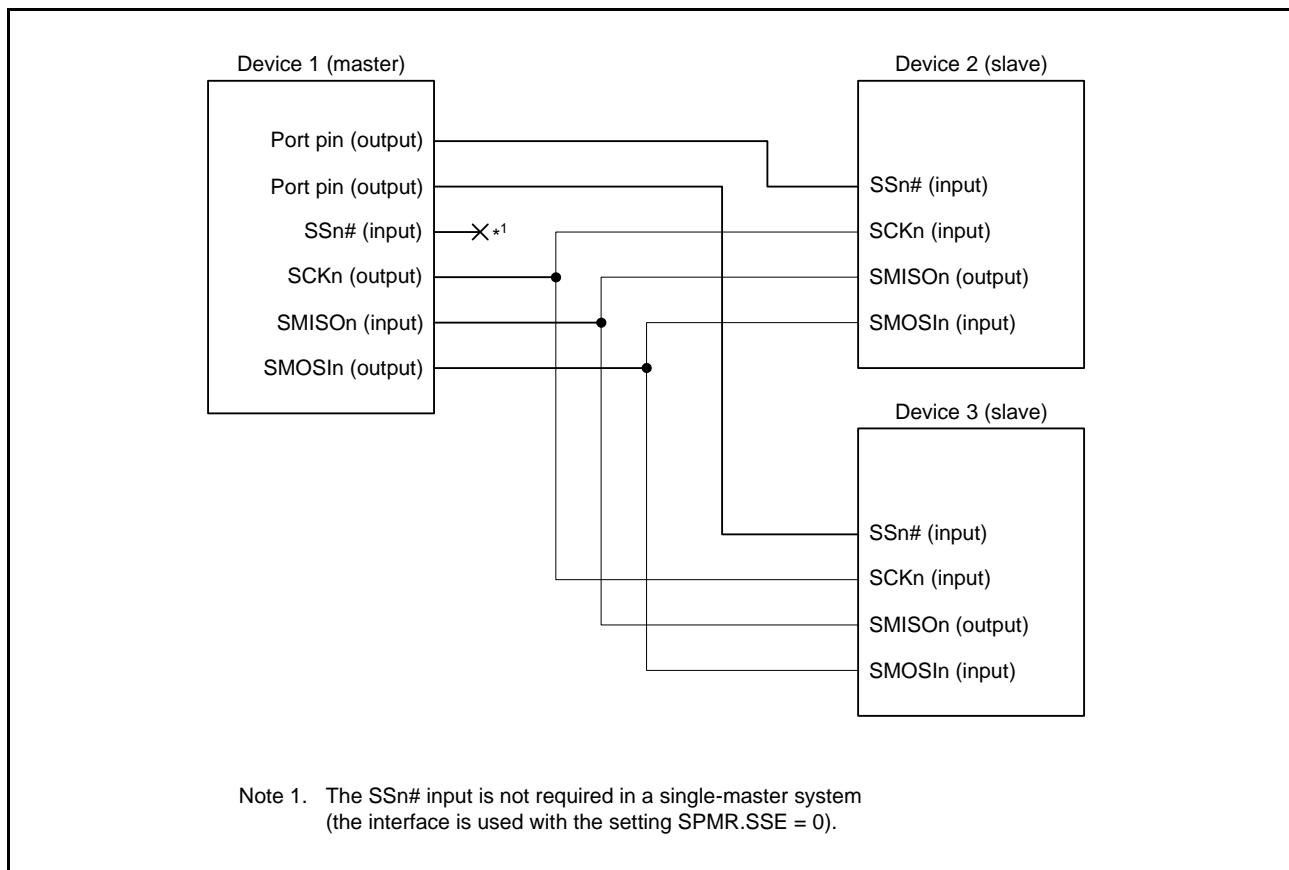 Device 1 (master)
Port pin (output)
Port pin (output)
SSn# (input)
*1
SCKn (output)
SMISOn (input)
SMOSIn (output)
Device 2 (slave)
SSn# (input)
SCKn (input)
SMISOn (output)
SMOSIn (input)
Device 3 (slave)
SSn# (input)
SCKn (input)
SMISOn (output)
SMOSIn (input)
Note 1. The SSn# input is not required in a single-master system
(the interface is used with the setting SPMR.SSE = 0).